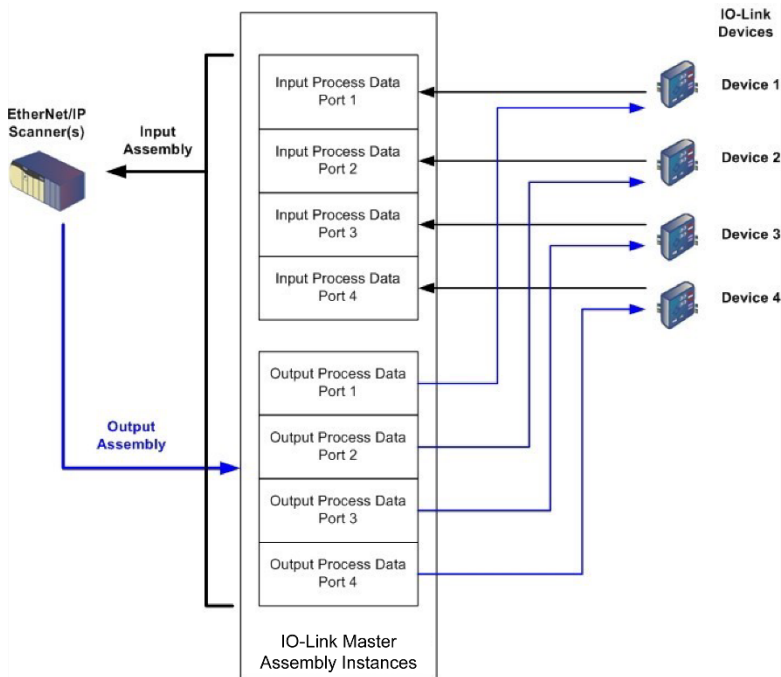 IO-Link
Devices
EtherNet/IP
Scanner(s)
Input
Assembly
Input Process Data
Port 1
Input Process Data
Port 2
Input Process Data
Port 3
Input Process Data
Port 4
Device 1
Device 2
Device 3
Device 4
Output
Assembly
Output Process Data
Port 1
Output Process Data
Port 2
Output Process Data
Port 3
Output Process Data
Port 4
IO-Link Master
Assembly Instances